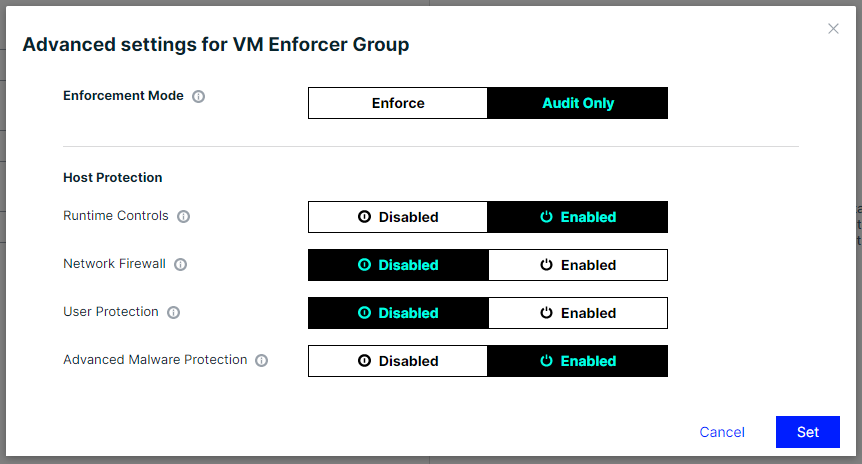 Advanced settings for VM Enforcer Group
Enforcement Mode Enforce Audit Only
Host Protection
Runtime Controls Disabled Enabled
Network Firewall Disabled Enabled
User Protection Disabled Enabled
Advanced Malware Protection Disabled Enabled
Cancel Set